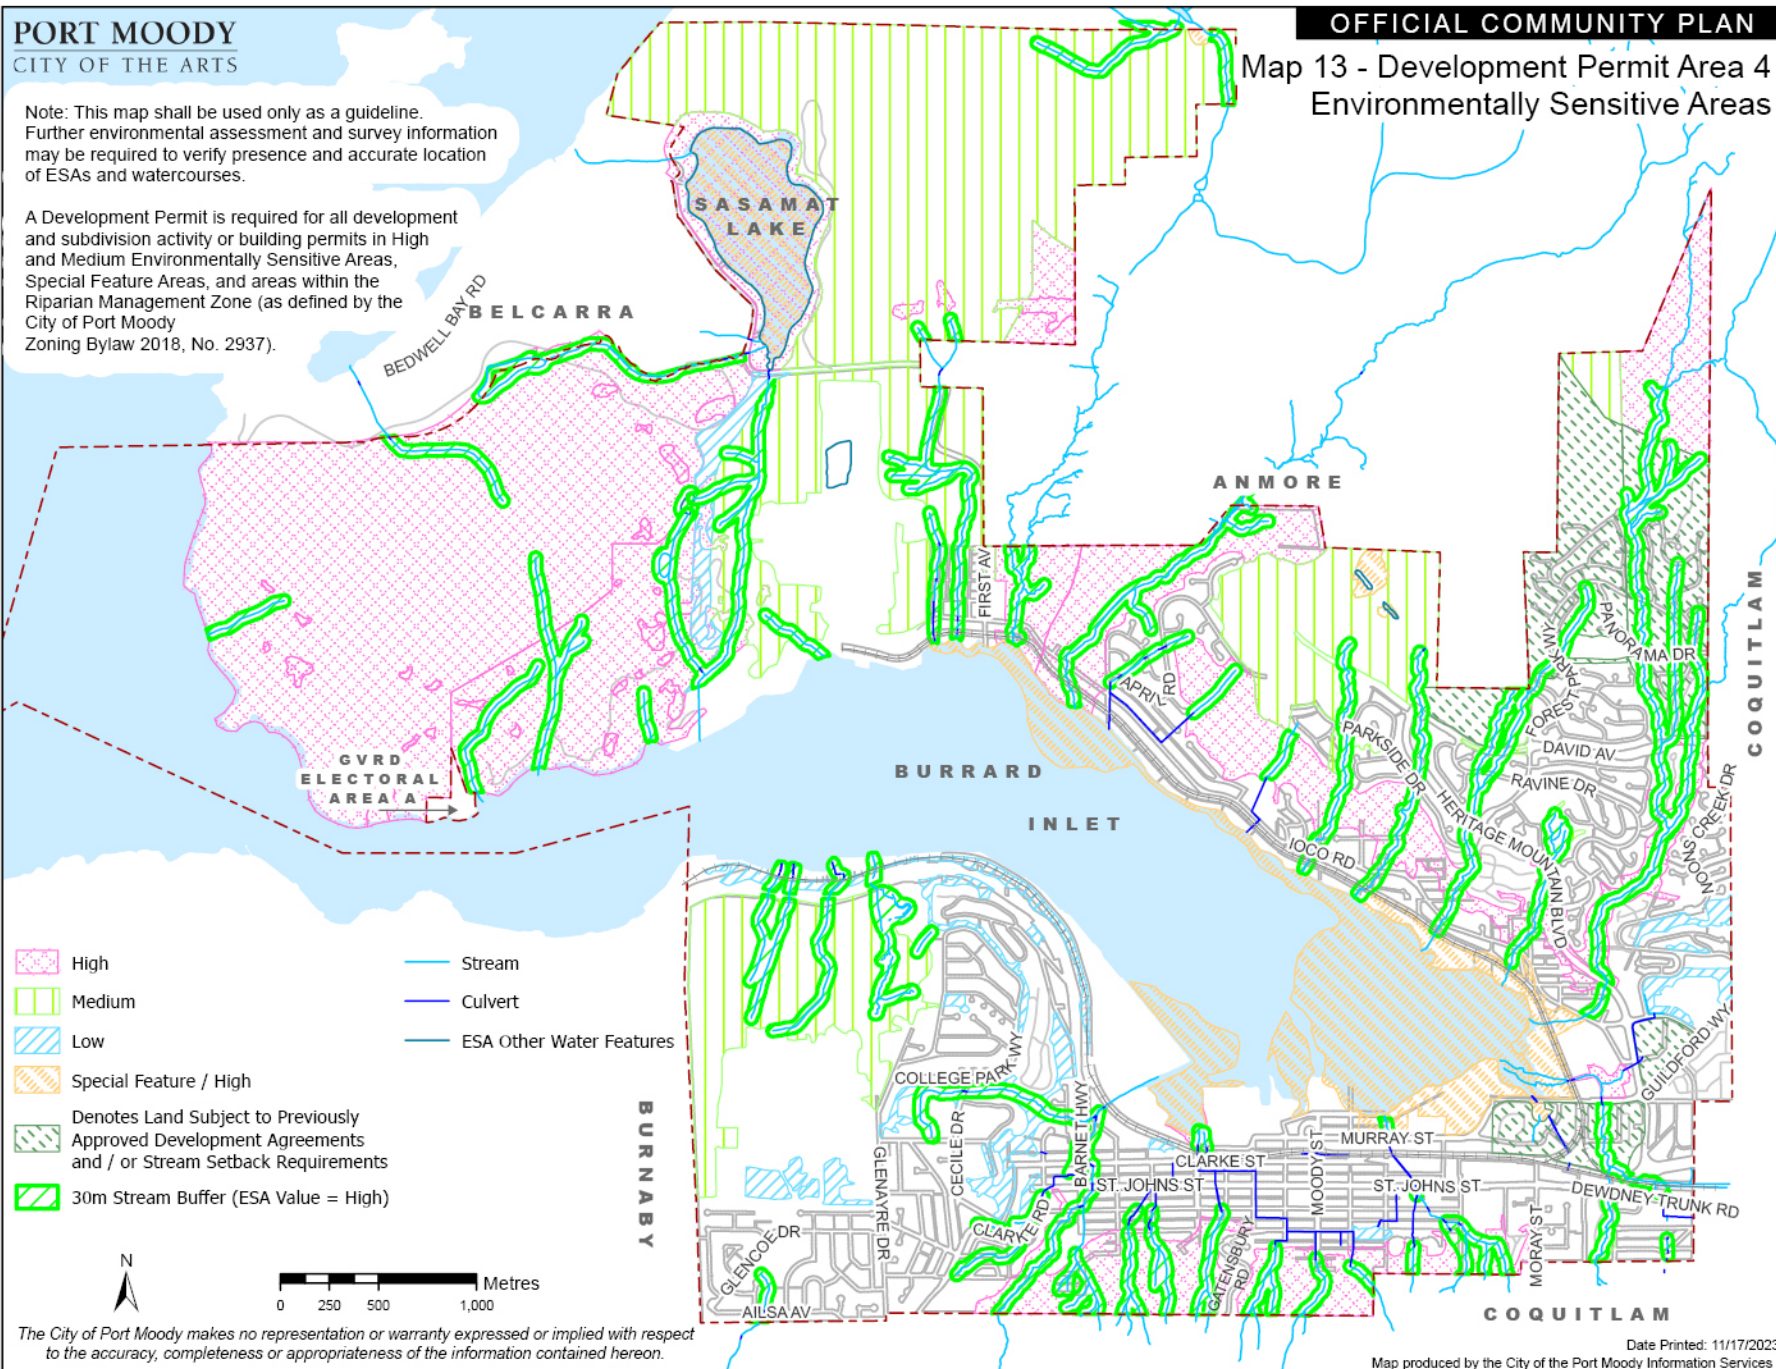 PORT MOODY
CITY OF THE ARTS
OFFICIAL COMMUNITY PLAN
Map 13 - Development Permit Area 4
Environmentally Sensitive Areas
Note: This map shall be used only as a guideline.
Further environmental assessment and survey information
may be required to verify presence and accurate location
of ESAs and watercourses.
A Development Permit is required for all development
and subdivision activity or building permits in High
and Medium Environmentally Sensitive Areas,
Special Feature Areas, and areas within the
Riparian Management Zone (as defined by the
City of Port Moody
Zoning Bylaw 2018, No. 2937).
SASAMAT
LAKE
BEDWELL BAY RD
BELCARRA
ANMORE
FIRST AV
COQUITLAM
PANORAMA DR
FOREST PARK WY
APRIL RD
DAVID AV
RAVINE DR
PARKSIDE DR
HERITAGE MOUNTAIN BLVD
NOONS CREEK DR
IOCO RD
GVRD
ELECTORAL
AREA A
BURRARD
INLET
High
Medium
Low
Special Feature / High
Denotes Land Subject to Previously
Approved Development Agreements
and / or Stream Setback Requirements
30m Stream Buffer (ESA Value = High)
Stream
Culvert
ESA Other Water Features
BURNABY
COLLEGE PARK WY
CECILE DR
GLENAYRE DR
BARNET HWY
GUILDFORD WY
MURRAY ST
CLARKE ST
MOODY ST
ST. JOHNS ST
ST. JOHNS ST
DEWDNEY TRUNK RD
MORAY ST
CLARKE RD
GATENSBURY RD
GLENCOE DR
AILSA AV
COQUITLAM
N
0 250 500 1,000
Metres
The City of Port Moody makes no representation or warranty expressed or implied with respect
to the accuracy, completeness or appropriateness of the information contained hereon.
Date Printed: 11/17/2023
Map produced by the City of the Port Moody Information Services.